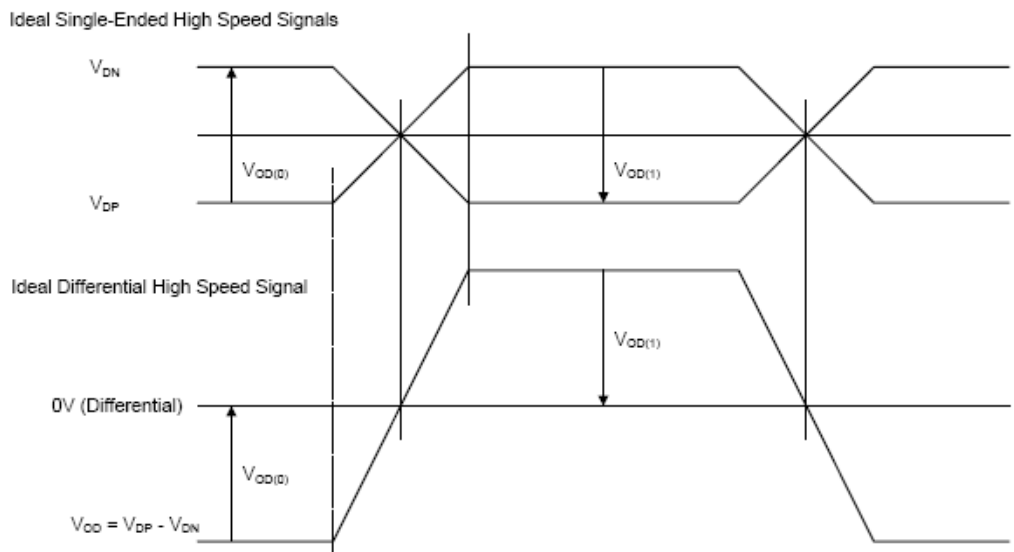 Ideal Single-Ended High Speed Signals
V_DN
V_OD(0)
V_OD(1)
V_DP
Ideal Differential High Speed Signal
V_OD(1)
0V (Differential)
V_OD(0)
V_OD = V_DP - V_DN